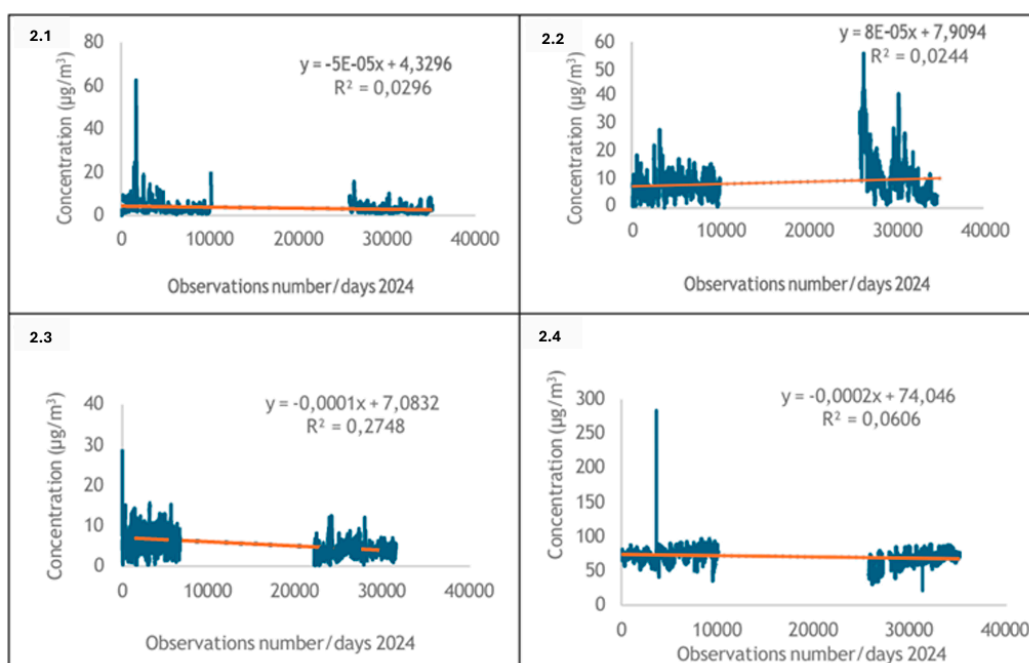 2.1
y = -5E-05x + 4,3296
R² = 0,0296
Concentration (µg/m³)
80
60
40
20
0
0 10000 20000 30000 40000
Observations number/days 2024
2.2
y = 8E-05x + 7,9094
R² = 0,0244
Concentration (µg/m³)
60
50
40
30
20
10
0
0 10000 20000 30000 40000
Observations number/days 2024
2.3
y = -0,0001x + 7,0832
R² = 0,2748
Concentration (µg/m³)
40
30
20
10
0
0 10000 20000 30000 40000
Observations number/days 2024
2.4
y = -0,0002x + 74,046
R² = 0,0606
Concentration (µg/m³)
300
250
200
150
100
50
0
0 10000 20000 30000 40000
Observations number/days 2024